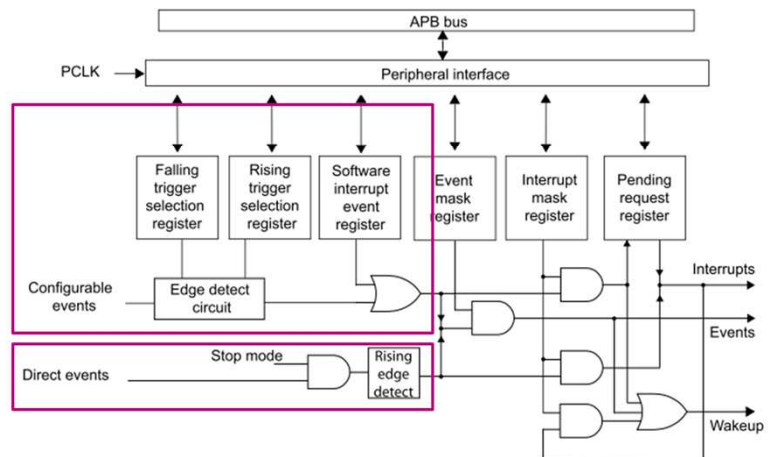 APB bus
PCLK
Peripheral interface
Falling
trigger
selection
register
Rising
trigger
selection
register
Software
interrupt
event
register
Event
mask
register
Interrupt
mask
register
Pending
request
register
Configurable
events
Edge detect
circuit
Interrupts
Events
Stop mode
Direct events
Rising
edge
detect
Wakeup